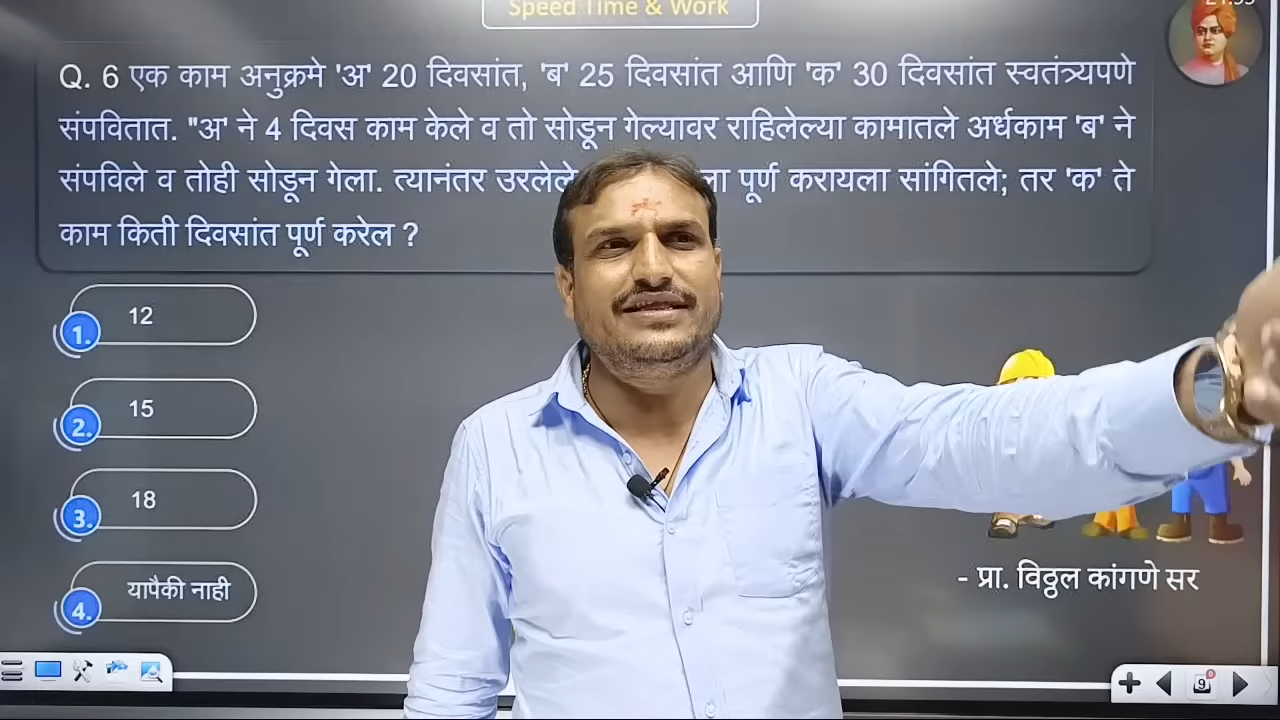 Speed Time & Work
Q. 6 एक काम अनुक्रमे 'अ' 20 दिवसांत, 'ब' 25 दिवसांत आणि 'क' 30 दिवसांत स्वतंत्र्यपणे
संपवितात. "अ' ने 4 दिवस काम केले व तो सोडून गेल्यावर राहिलेल्या कामातले अर्धकाम 'ब' ने
संपविले व तोही सोडून गेला. त्यानंतर उरलेले पूर्ण करायला सांगितले; तर 'क' ते
काम किती दिवसांत पूर्ण करेल ?
1. 12
2. 15
3. 18
4. यापैकी नाही
- प्रा. विठ्ठल कांगणे सर
9